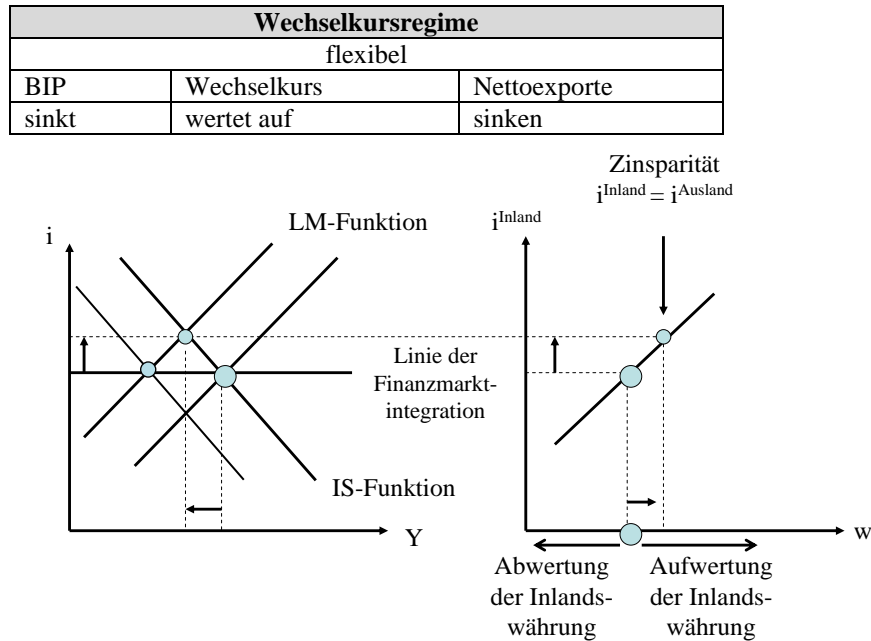 Wechselkursregime
flexibel
BIP Wechselkurs Nettoexporte
sinkt wertet auf sinken
Zinsparität
i^Inland = i^Ausland
i
LM-Funktion
i^Inland
Linie der
Finanzmarkt-
integration
IS-Funktion
Y
w
Abwertung
der Inlands-
währung
Aufwertung
der Inlands-
währung